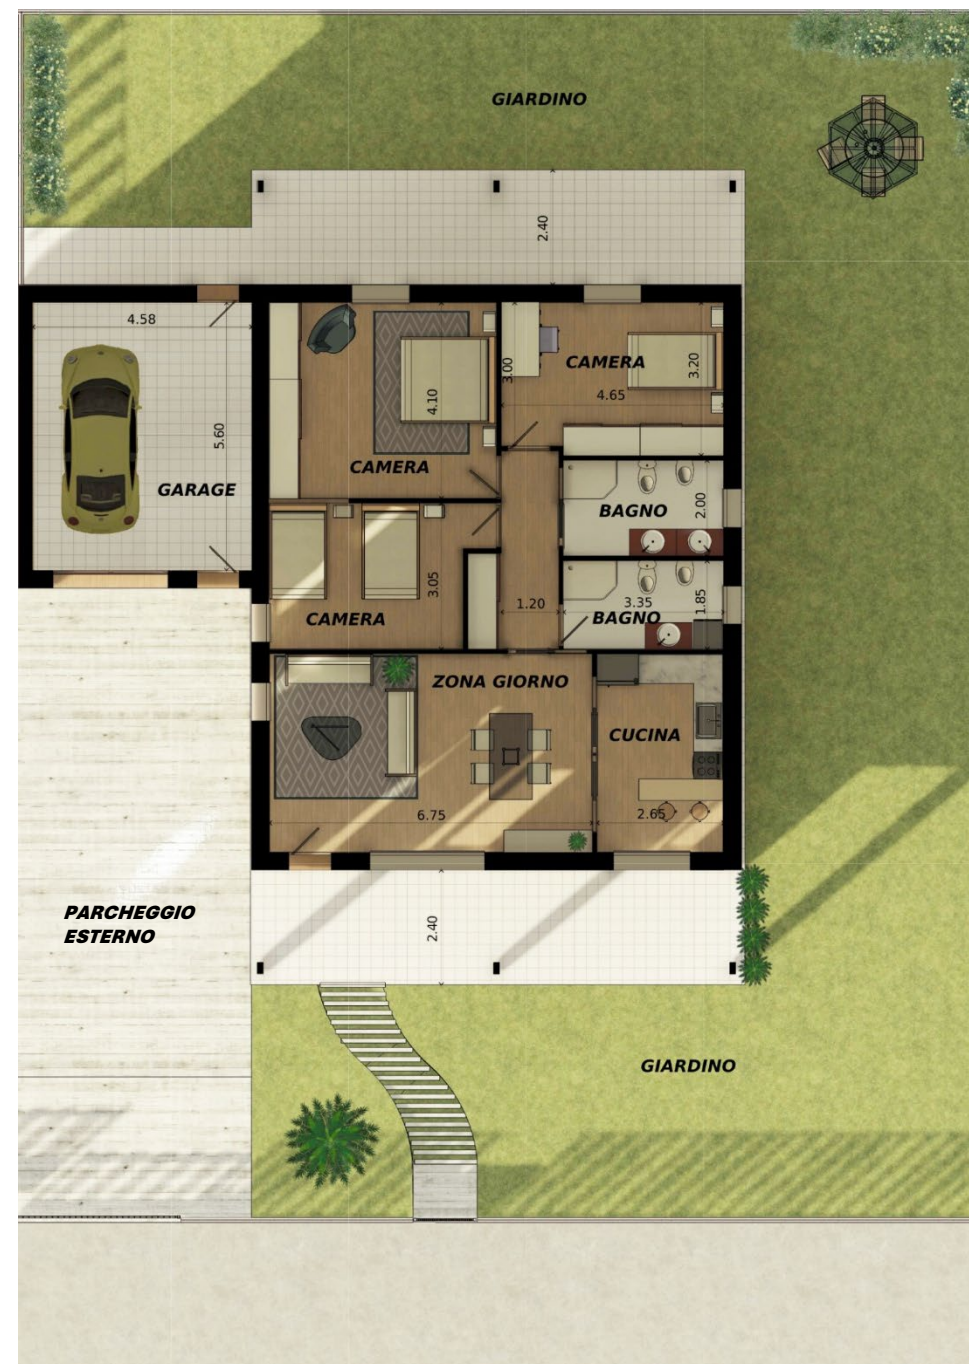 GIARDINO
2.40
4.58
5.60
GARAGE
4.10
CAMERA
3.00
CAMERA
3.20
4.65
BAGNO
2.00
3.05
CAMERA
1.20
3.35
BAGNO
1.85
ZONA GIORNO
CUCINA
6.75
2.65
PARCHEGGIO
ESTERNO
2.40
GIARDINO